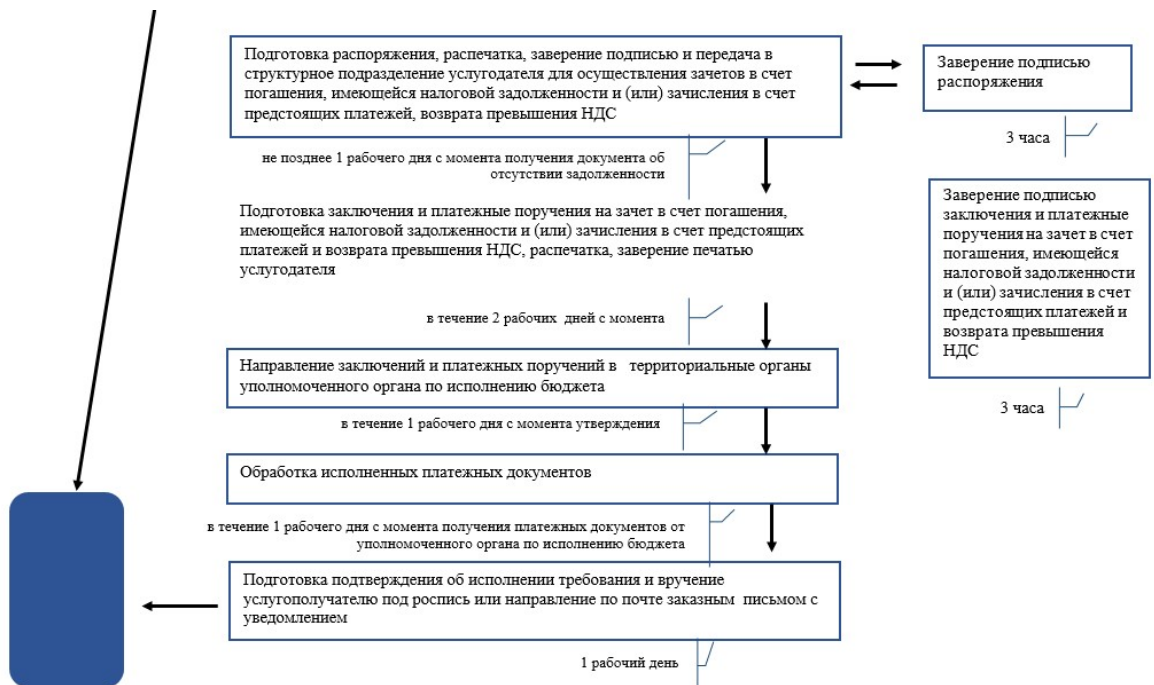 Подготовка распоряжения, распечатка, заверение подписью и передача в
структурное подразделение услугодателя для осуществления зачетов в счет
погашения, имеющейся налоговой задолженности и (или) зачисления в счет
предстоящих платежей, возврата превышения НДС
Заверение подписью
распоряжения
3 часа
не позднее 1 рабочего дня с момента получения документа об
отсутствии задолженности
Подготовка заключения и платежные поручения на зачет в счет погашения,
имеющейся налоговой задолженности и (или) зачисления в счет предстоящих
платежей и возврата превышения НДС, распечатка, заверение печатью
услугодателя
Заверение подписью
заключения и платежные
поручения на зачет в счет
погашения, имеющейся
налоговой задолженности
и (или) зачисления в счет
предстоящих платежей и
возврата превышения
НДС
3 часа
в течение 2 рабочих дней с момента
Направление заключений и платежных поручений в территориальные органы
уполномоченного органа по исполнению бюджета
в течение 1 рабочего дня с момента утверждения
Обработка исполненных платежных документов
в течение 1 рабочего дня с момента получения платежных документов от
уполномоченного органа по исполнению бюджета
Подготовка подтверждения об исполнении требования и вручение
услугополучателю под роспись или направление по почте заказным письмом с
уведомлением
1 рабочий день